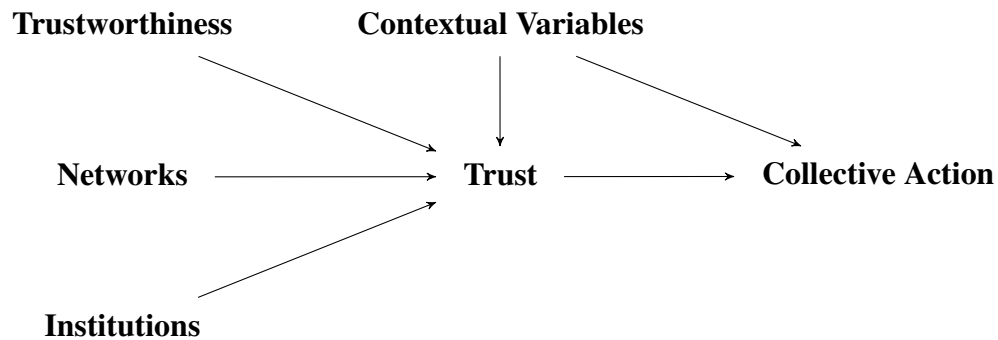 Trustworthiness
Contextual Variables
Networks
Trust
Collective Action
Institutions